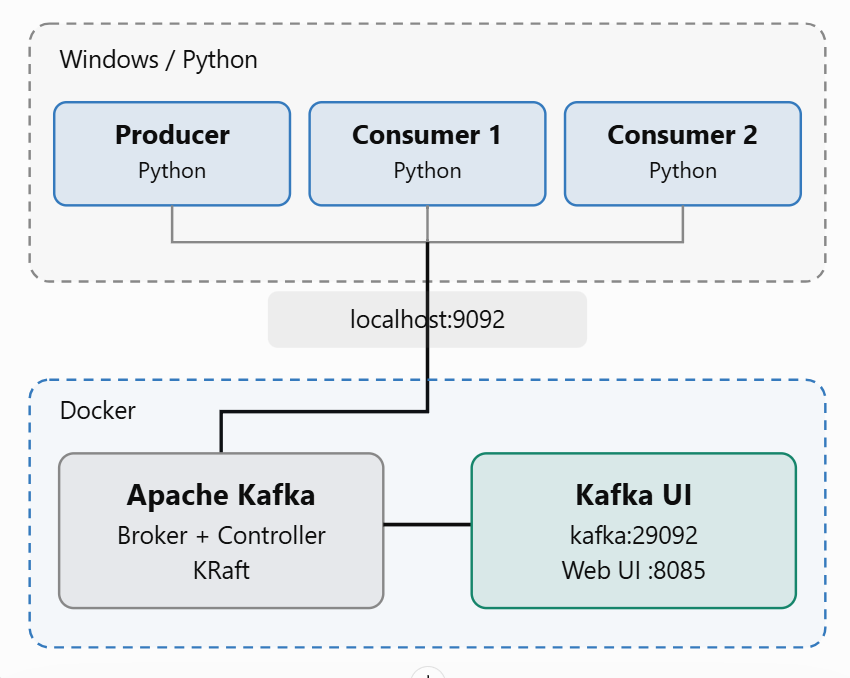 Windows / Python
Producer
Python
Consumer 1
Python
Consumer 2
Python
localhost:9092
Docker
Apache Kafka
Broker + Controller
KRaft
Kafka UI
kafka:29092
Web UI :8085